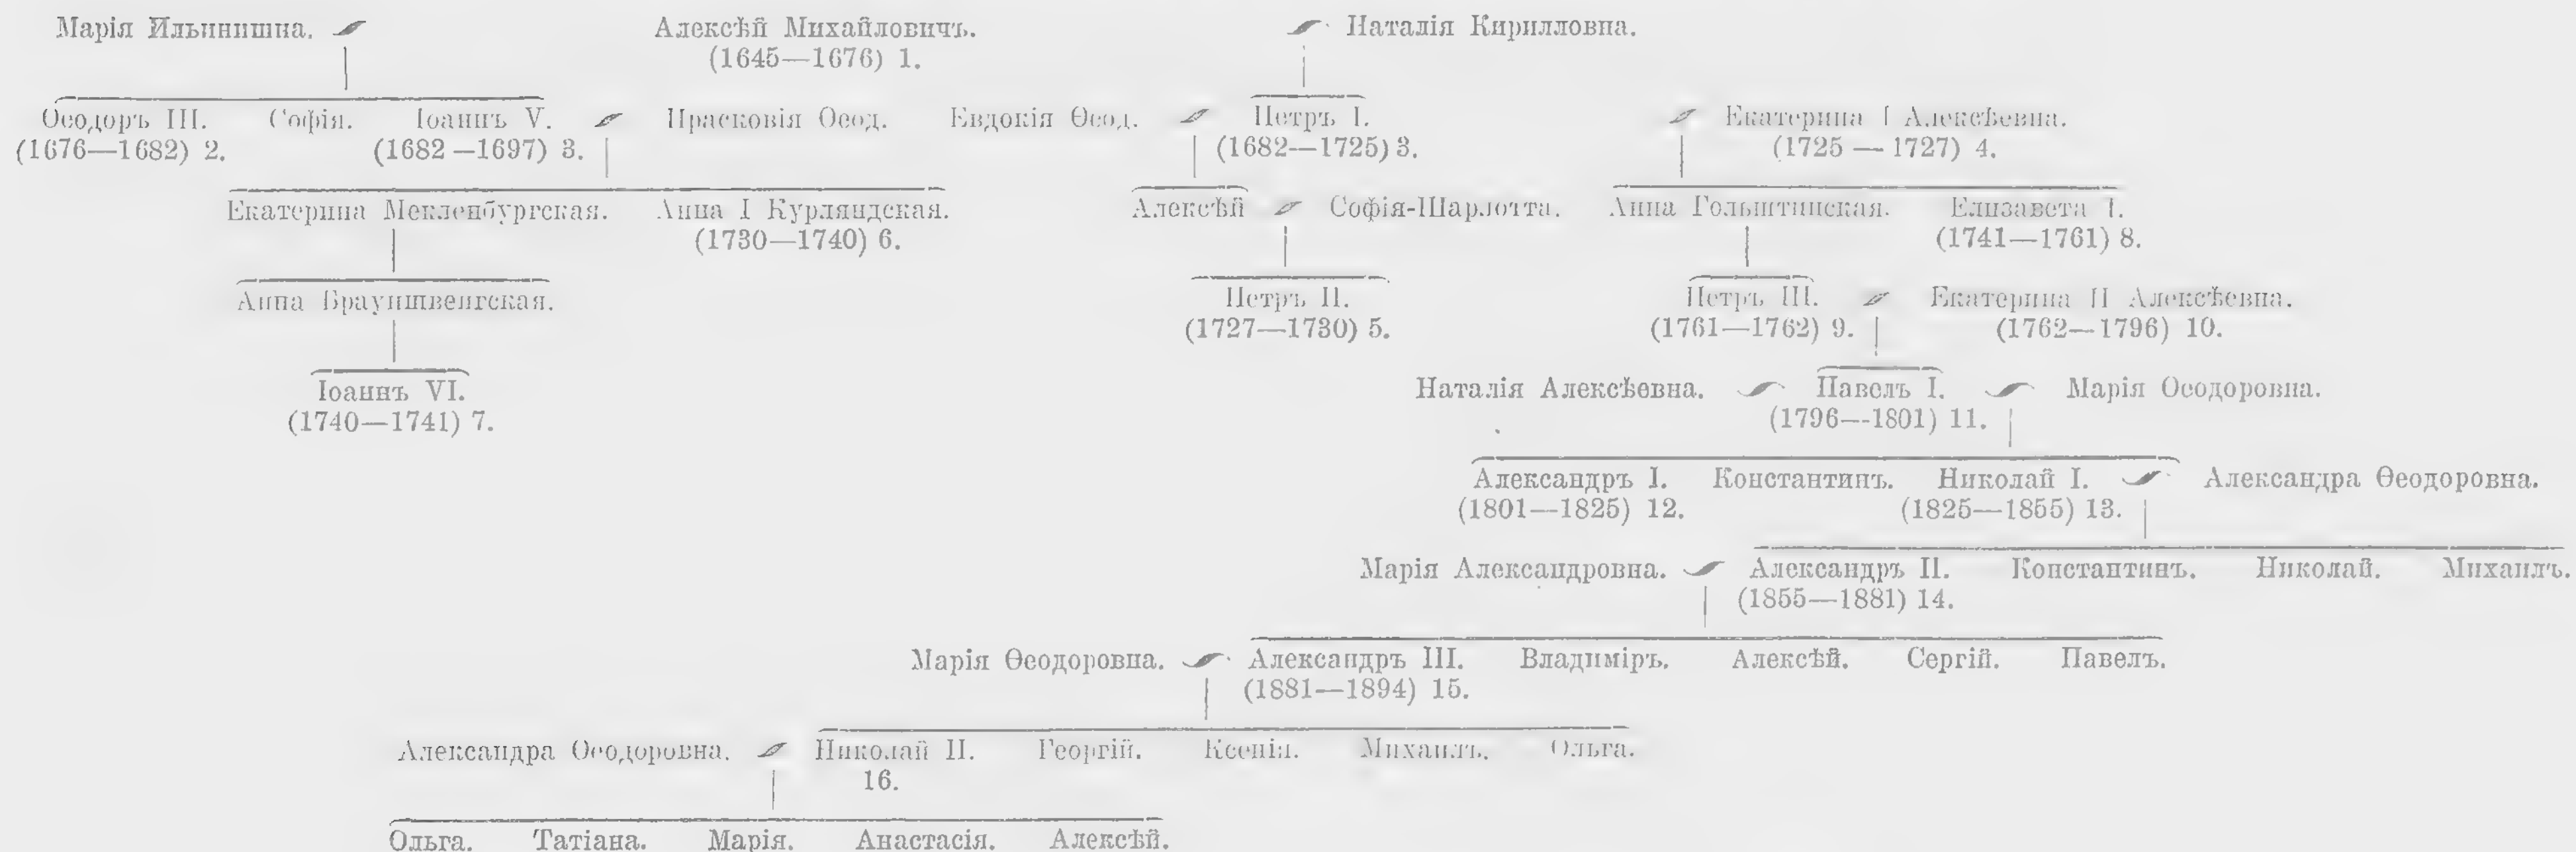 Марія Ильинишна. Алексѣй Михайловичъ. Наталія Кирилловна.
(1645—1676) 1.
Ѳеодоръ III. Софія. Іоаннъ V. Прасковія Ѳеод. Евдокія Ѳеод. Петръ I. Екатерина I Алексѣевна.
(1676—1682) 2. (1682—1697) 3. (1682—1725) 3. (1725—1727) 4.
Екатерина Мекленбургская. Анна I Курляндская. Алексѣй Софія-Шарлотта. Анна Гольштинская. Елизавета I.
(1730—1740) 6. (1741—1761) 8.
Анна Брауншвейгская. Петръ II. Петръ III. Екатерина II Алексѣевна.
(1727—1730) 5. (1761—1762) 9. (1762—1796) 10.
Іоаннъ VI. Наталія Алексѣевна. Павелъ I. Марія Ѳеодоровна.
(1740—1741) 7. (1796—1801) 11.
Александръ I. Константинъ. Николай I. Александра Ѳеодоровна.
(1801—1825) 12. (1825—1855) 13.
Марія Александровна. Александръ II. Константинъ. Николай. Михаилъ.
(1855—1881) 14.
Марія Ѳеодоровна. Александръ III. Владиміръ. Алексѣй. Сергій. Павелъ.
(1881—1894) 15.
Александра Ѳеодоровна. Николай II. Георгій. Ксенія. Михаилъ. Ольга.
16.
Ольга. Татіана. Марія. Анастасія. Алексѣй.